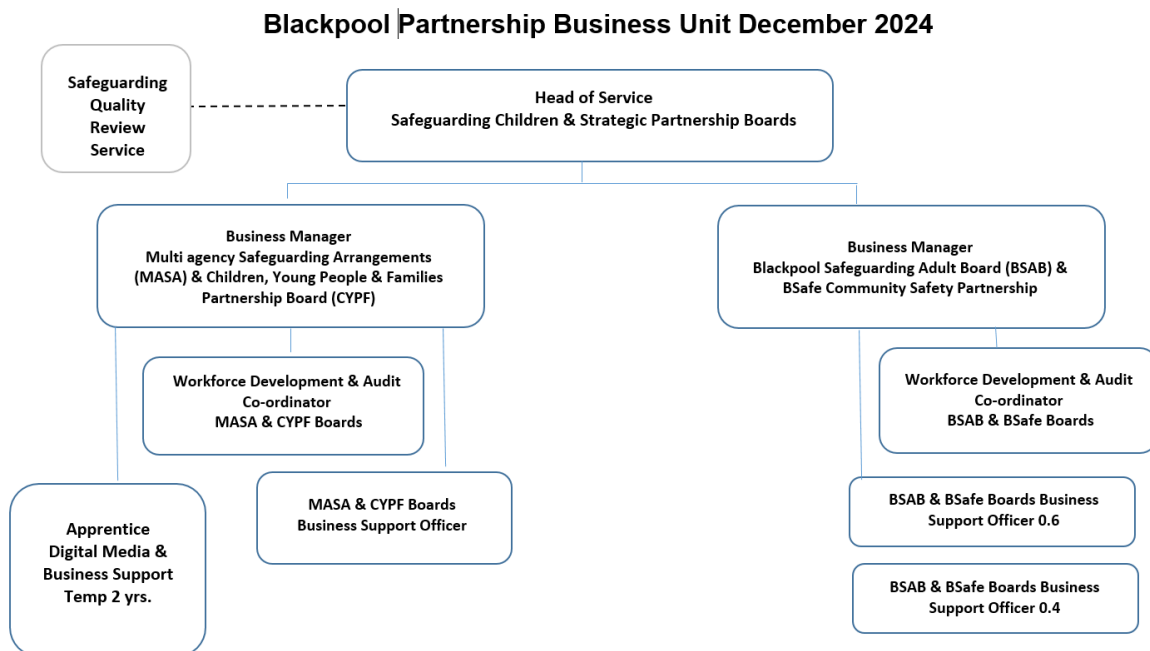 Blackpool Partnership Business Unit December 2024
Safeguarding
Quality
Review
Service
Head of Service
Safeguarding Children & Strategic Partnership Boards
Business Manager
Multi agency Safeguarding Arrangements
(MASA) & Children, Young People & Families
Partnership Board (CYPF)
Business Manager
Blackpool Safeguarding Adult Board (BSAB) &
BSafe Community Safety Partnership
Workforce Development & Audit
Co-ordinator
MASA & CYPF Boards
Workforce Development & Audit
Co-ordinator
BSAB & BSafe Boards
Apprentice
Digital Media &
Business Support
Temp 2 yrs.
MASA & CYPF Boards
Business Support Officer
BSAB & BSafe Boards Business
Support Officer 0.6
BSAB & BSafe Boards Business
Support Officer 0.4